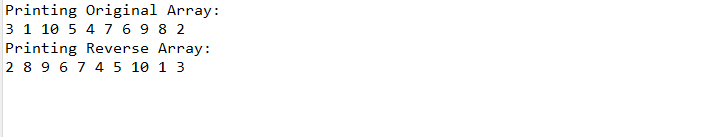 Printing Original Array:
3 1 10 5 4 7 6 9 8 2
Printing Reverse Array:
2 8 9 6 7 4 5 10 1 3